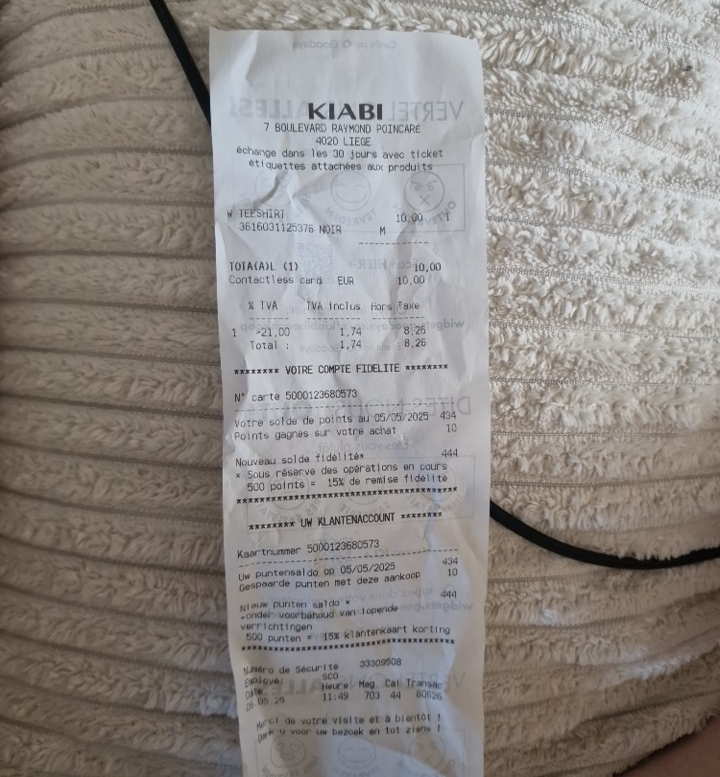 KIABI
7 BOULEVARD RAYMOND POINCARE
4020 LIEGE
échange dans les 30 jours avec ticket
étiquettes attachées aux produits
W TEESHIRT 10,00 1
3616031125376 NOIR M
TOTA(A)L (1) 10,00
Contactless card EUR 10,00
% TVA TVA inclus Hors Taxe
1 -21,00 1,74 8,26
Total : 1,74 8,26
******** VOTRE COMPTE FIDELITE ********
N° carte 5000123680573
Votre solde de points au 05/05/2025 434
Points gagnés sur votre achat 10
Nouveau solde fidélité* 444
* Sous réserve des opérations en cours
500 points = 15% de remise fidélité
****************************************
******** UW KLANTENACCOUNT ********
Kaartnummer 5000123680573
Uw puntensaldo op 05/05/2025 434
Gespaarde punten met deze aankoop 10
Nieuw punten saldo * 444
*onder voorbehoud van lopende
verrichtingen
500 punten = 15% klantenkaart korting
****************************************
Numéro de Sécurité 33309508
Employé: SCO
Date Heure Mag Cai Transac
05.05.25 11:49 703 44 80626
Merci de votre visite et à bientôt !
Dank u voor uw bezoek en tot ziens !